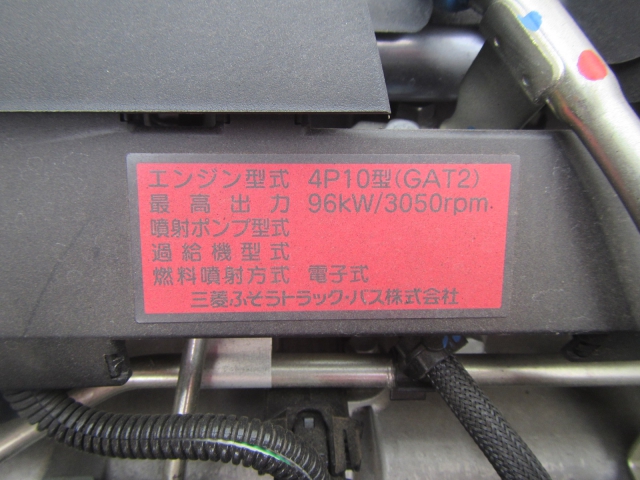 エンジン型式 4P10型(GAT2)
最高出力 96kW/3050rpm
噴射ポンプ型式
過給機型式
燃料噴射方式 電子式
三菱ふそうトラック・バス株式会社